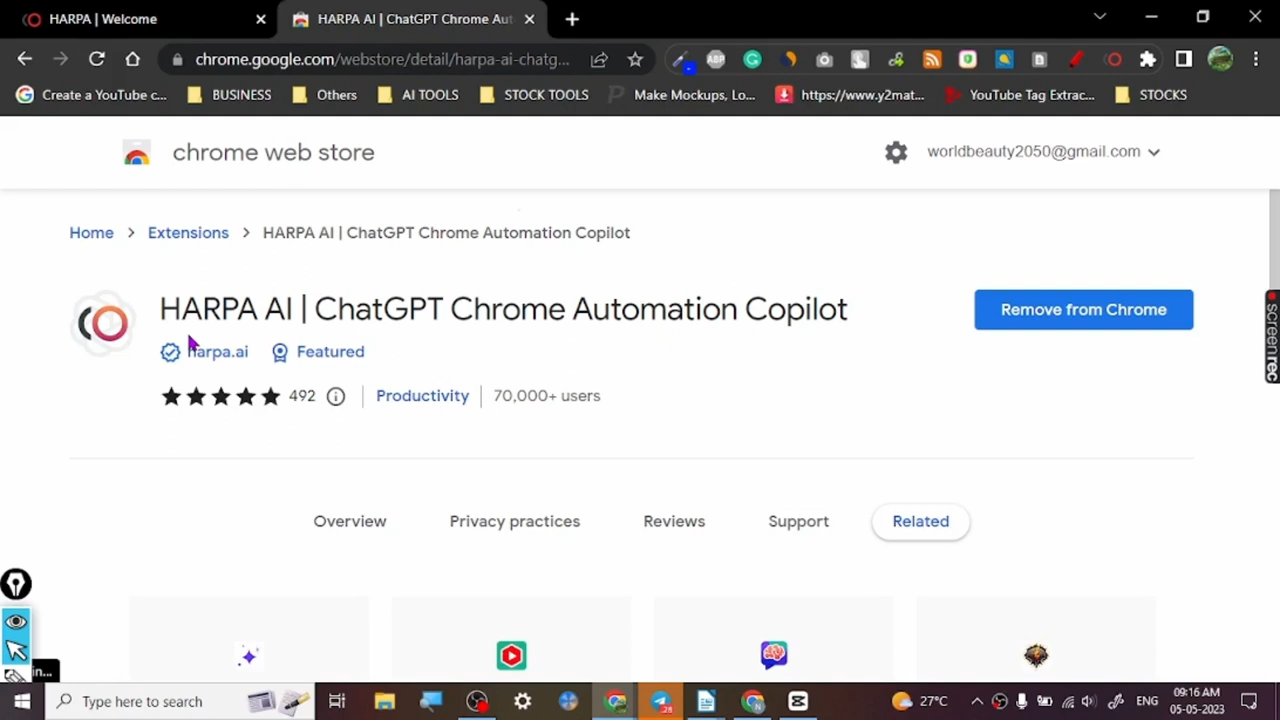 HARPA | Welcome
HARPA AI | ChatGPT Chrome Aut
chrome.google.com/webstore/detail/harpa-ai-chatg...
ABP
Create a YouTube c...
BUSINESS
Others
AI TOOLS
STOCK TOOLS
Make Mockups, Lo...
https://www.y2mat...
YouTube Tag Extrac...
STOCKS
chrome web store
worldbeauty2050@gmail.com
Home > Extensions > HARPA AI | ChatGPT Chrome Automation Copilot
HARPA AI | ChatGPT Chrome Automation Copilot
Remove from Chrome
screenrec
harpa.ai
Featured
492
Productivity
70,000+ users
Overview
Privacy practices
Reviews
Support
Related
in...
Type here to search
28
27°C
ENG
09:16 AM
05-05-2023